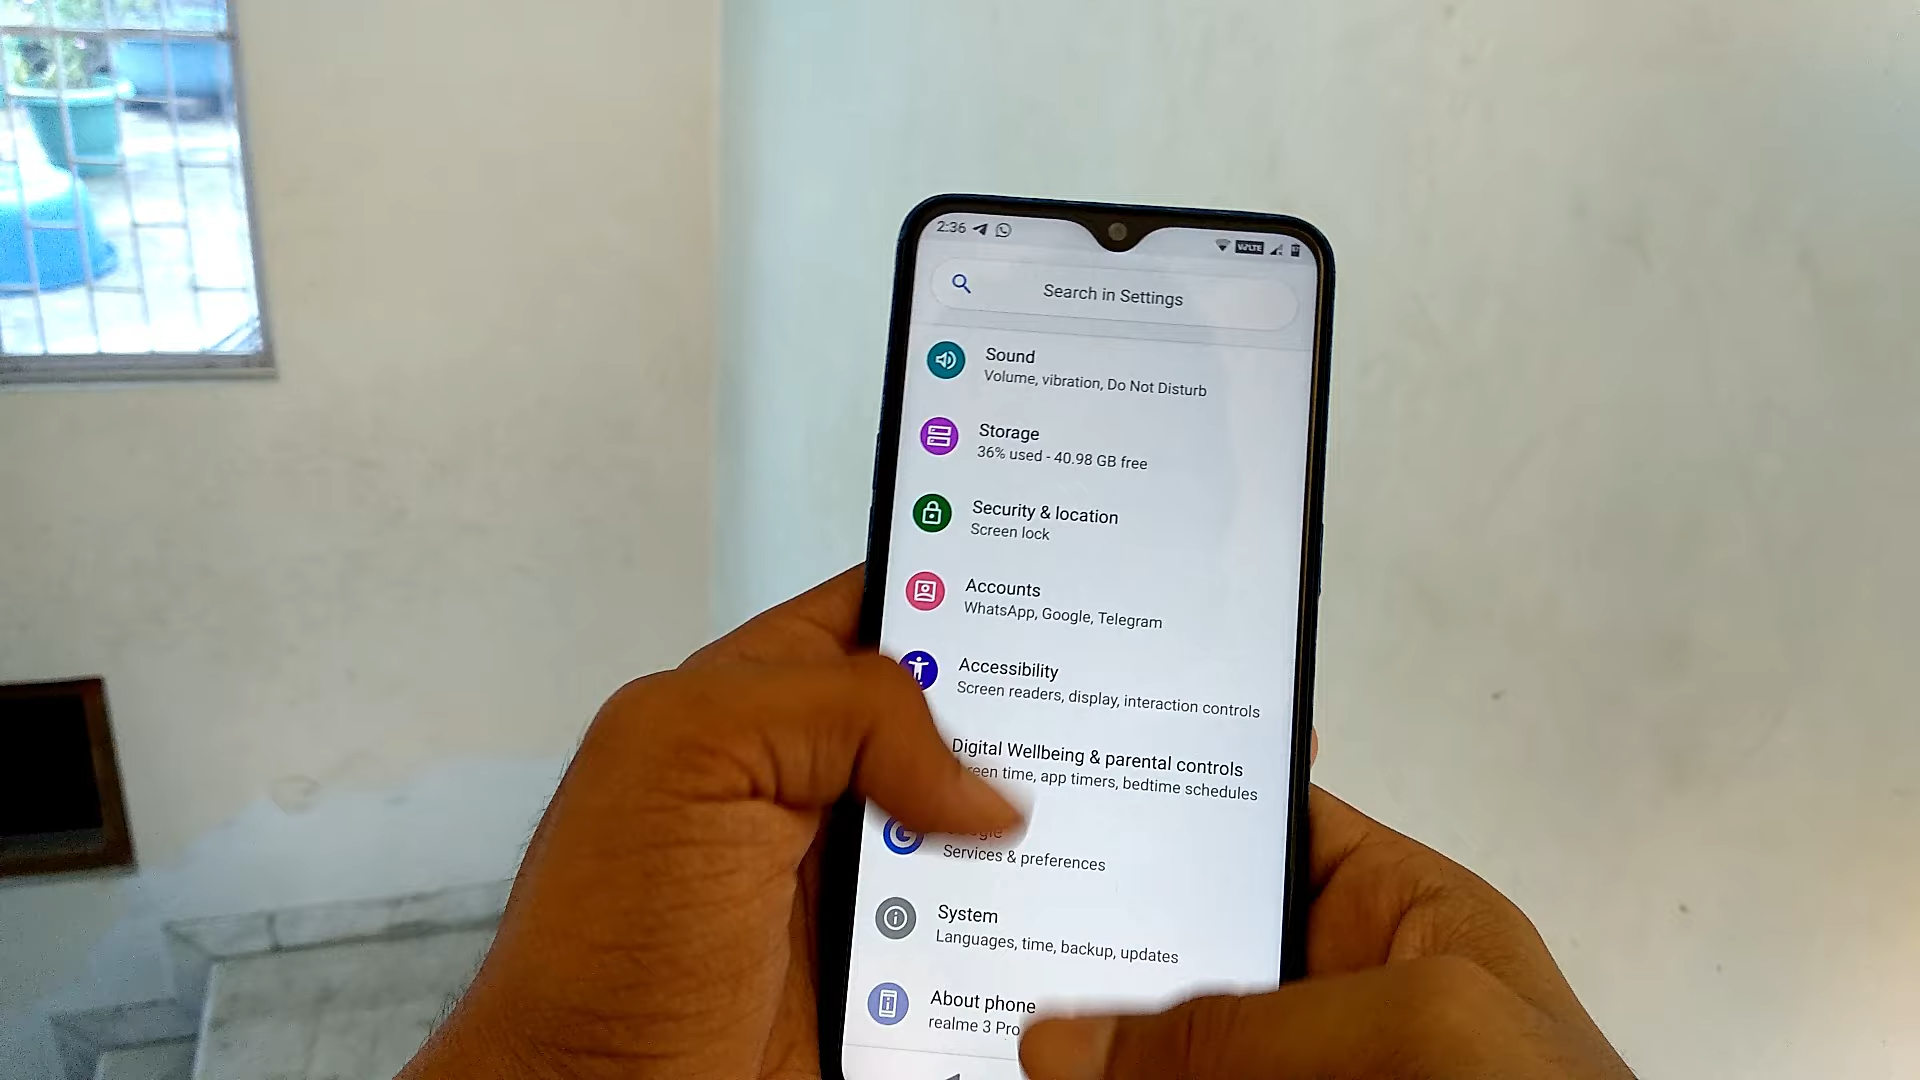 2:36
VoLTE
Search in Settings
Sound
Volume, vibration, Do Not Disturb
Storage
36% used - 40.98 GB free
Security & location
Screen lock
Accounts
WhatsApp, Google, Telegram
Accessibility
Screen readers, display, interaction controls
Digital Wellbeing & parental controls
time, app timers, bedtime schedules
Services & preferences
System
Languages, time, backup, updates
About phone
realme 3 Pro